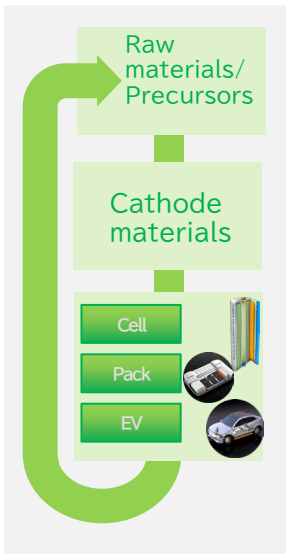 Raw
materials/
Precursors
Cathode
materials
Cell
Pack
EV